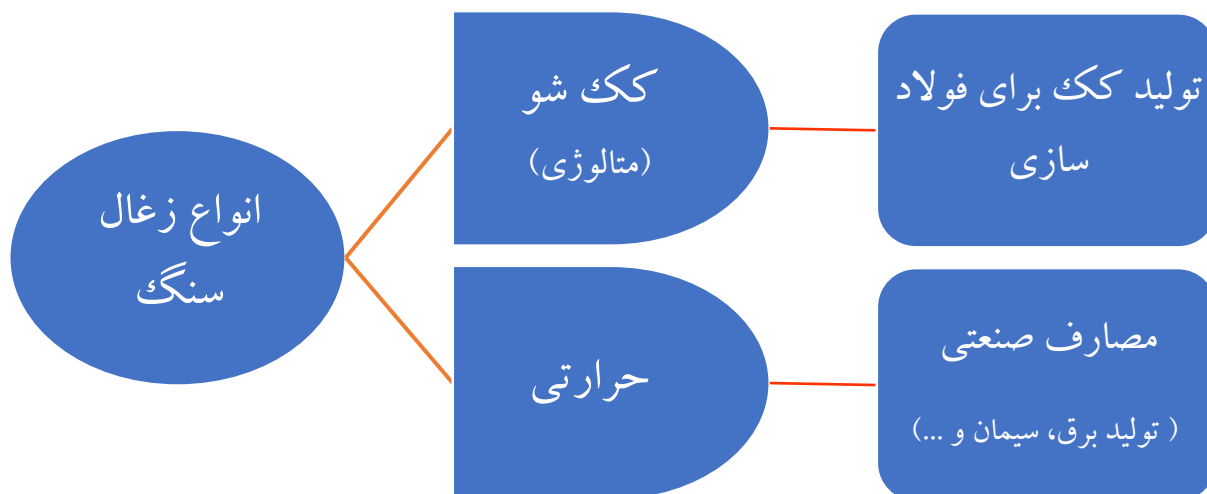 انواع زغال
سنگ
کک شو
(متالوژی)
تولید کک برای فولاد
سازی
حرارتی
مصارف صنعتی
( تولید برق، سیمان و ...)